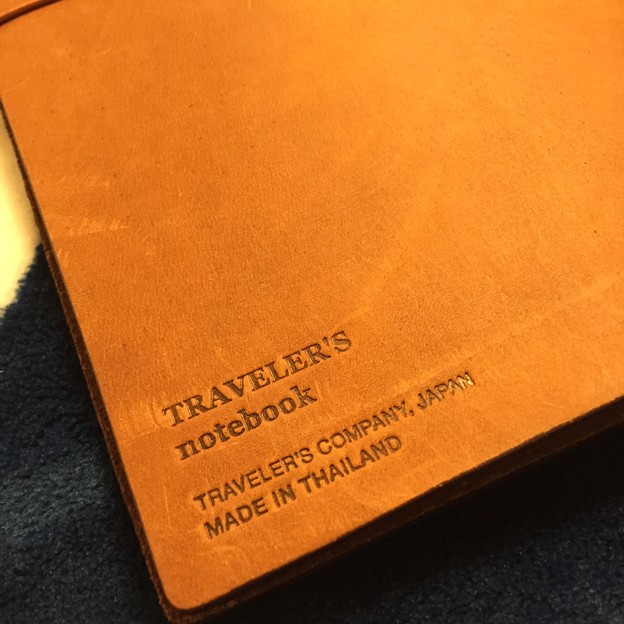 TRAVELER'S
notebook
TRAVELER'S COMPANY, JAPAN
MADE IN THAILAND